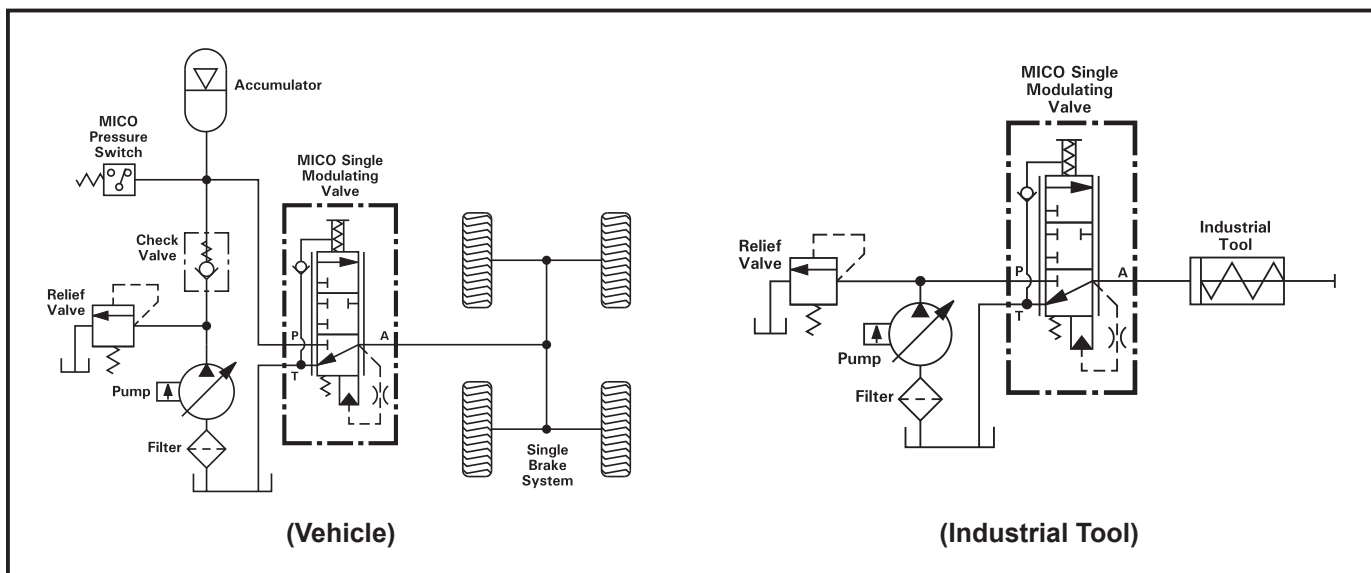 Accumulator
MICO
Pressure
Switch
MICO Single
Modulating
Valve
Check
Valve
Relief
Valve
P
A
T
Pump
Filter
Single
Brake
System
(Vehicle)
MICO Single
Modulating
Valve
Relief
Valve
Industrial
Tool
P
A
T
Pump
Filter
(Industrial Tool)